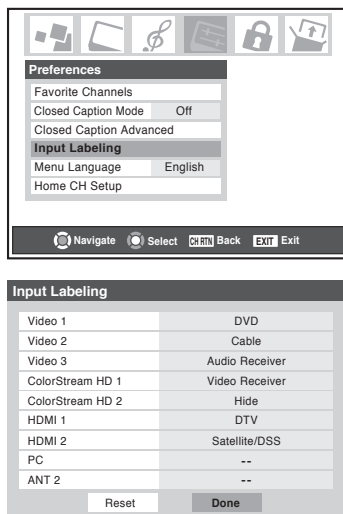 Preferences
Favorite Channels
Closed Caption Mode Off
Closed Caption Advanced
Input Labeling
Menu Language English
Home CH Setup
Navigate Select CH RTN Back EXIT Exit
Input Labeling
Video 1 DVD
Video 2 Cable
Video 3 Audio Receiver
ColorStream HD 1 Video Receiver
ColorStream HD 2 Hide
HDMI 1 DTV
HDMI 2 Satellite/DSS
PC --
ANT 2 --
Reset Done